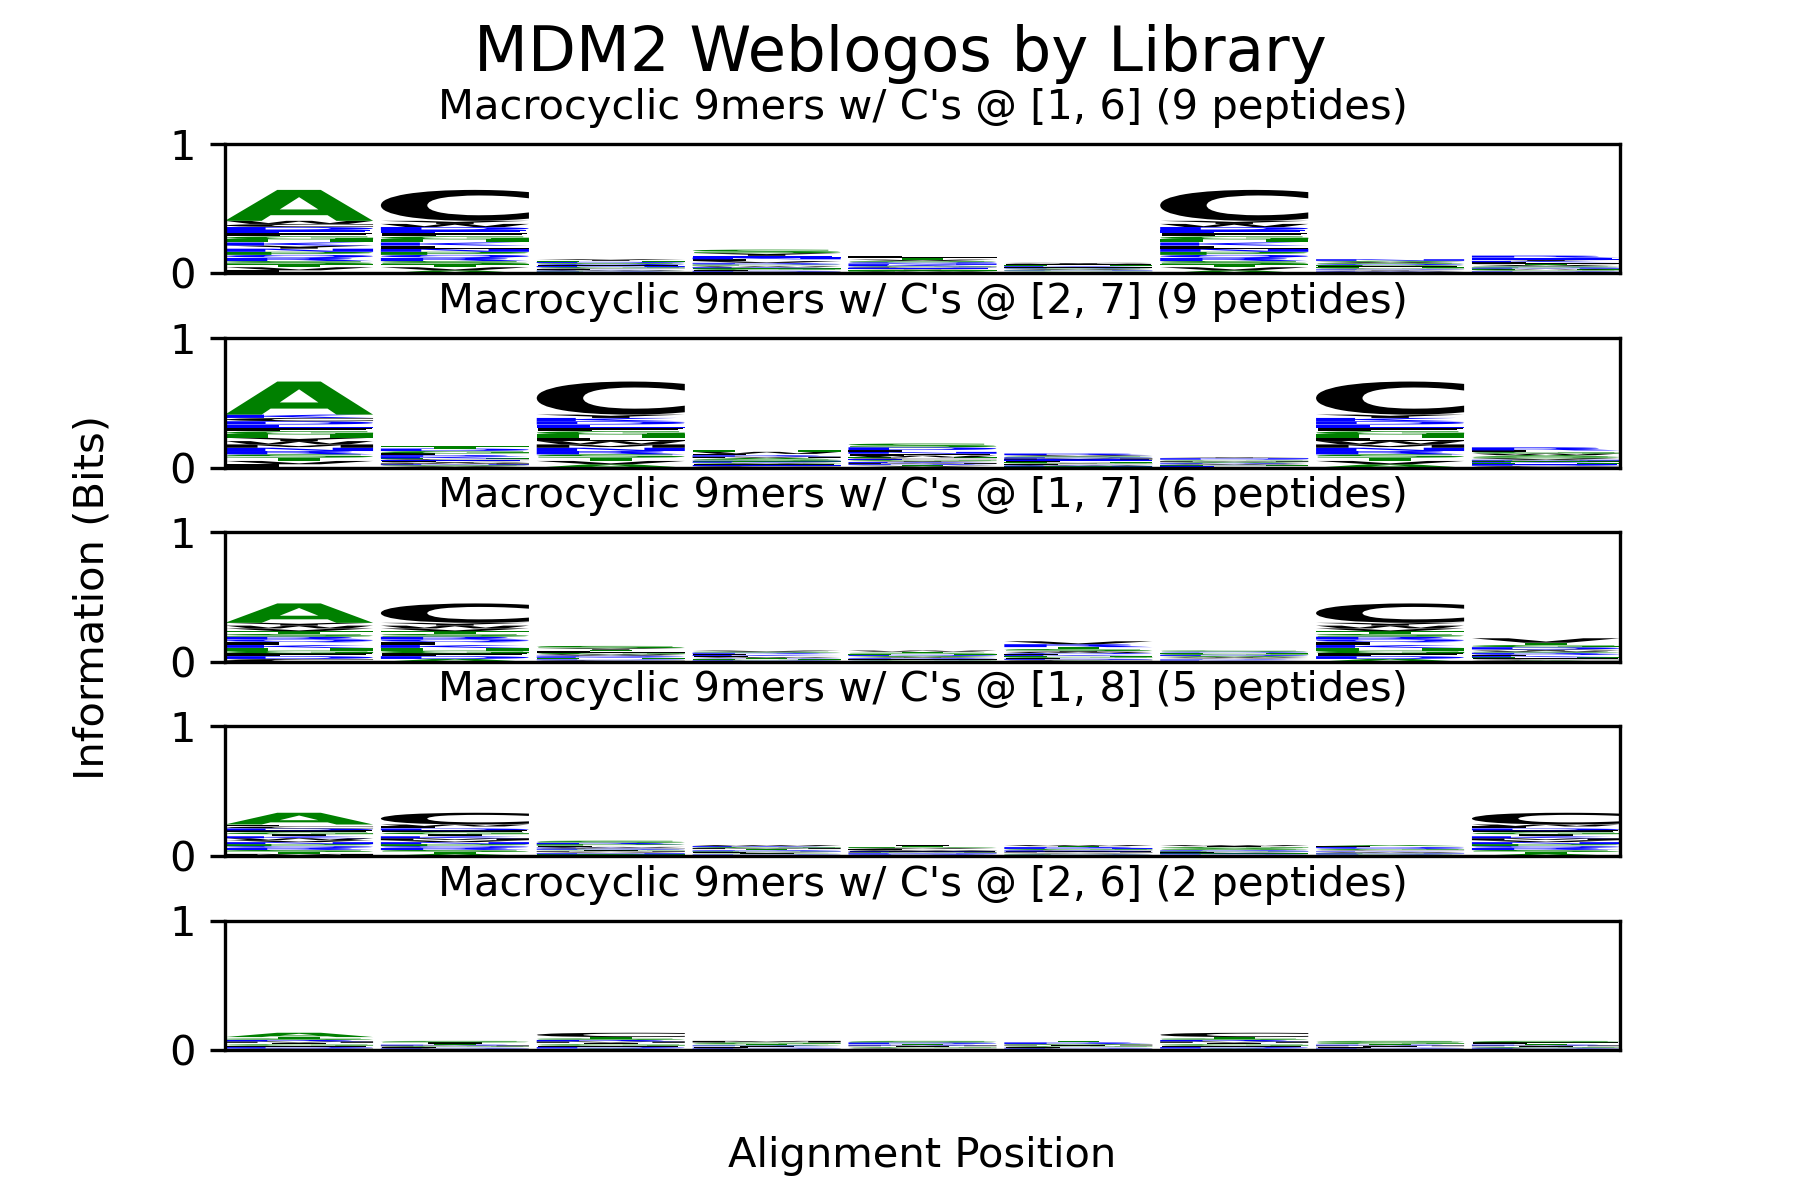 MDM2 Weblogos by Library
Macrocyclic 9mers w/ C's @ [1, 6] (9 peptides)
1
A C C
0
Macrocyclic 9mers w/ C's @ [2, 7] (9 peptides)
1
A C C
0
Macrocyclic 9mers w/ C's @ [1, 7] (6 peptides)
1
A C C
0
Macrocyclic 9mers w/ C's @ [1, 8] (5 peptides)
1
A C C
0
Macrocyclic 9mers w/ C's @ [2, 6] (2 peptides)
1
A C C
0
Information (Bits)
Alignment Position